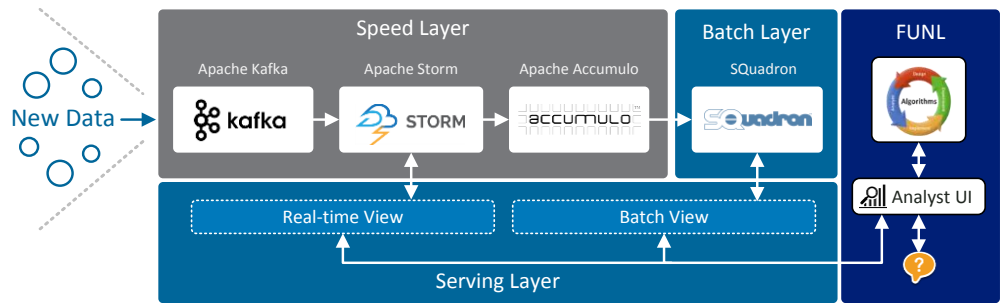 Speed Layer
Batch Layer
FUNL
Apache Kafka
Apache Storm
Apache Accumulo
SQuadron
New Data
kafka
STORM
accumulo
SQuadron
Design
Algorithms
Analyst UI
Real-time View
Batch View
?
Serving Layer